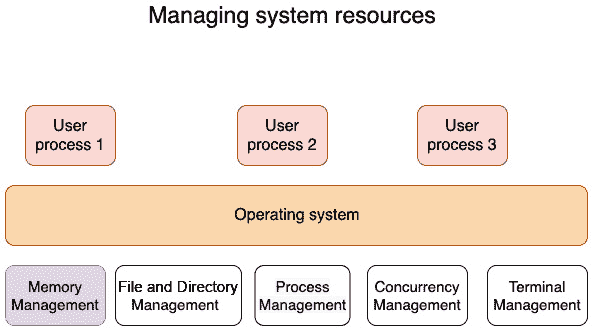 Managing system resources
User
process 1
User
process 2
User
process 3
Operating system
Memory
Management
File and Directory
Management
Process
Management
Concurrency
Management
Terminal
Management